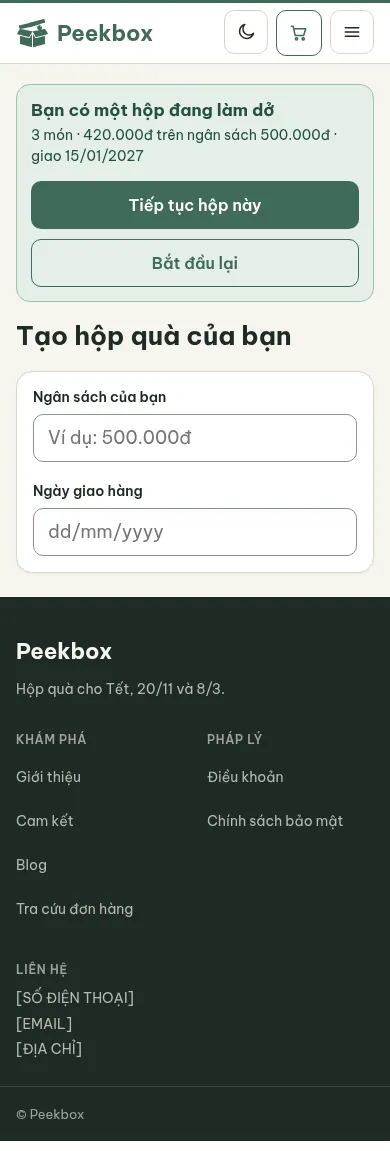 Peekbox
Bạn có một hộp đang làm dở
3 món · 420.000đ trên ngân sách 500.000đ ·
giao 15/01/2027
Tiếp tục hộp này
Bắt đầu lại
Tạo hộp quà của bạn
Ngân sách của bạn
Ví dụ: 500.000đ
Ngày giao hàng
dd/mm/yyyy
Peekbox
Hộp quà cho Tết, 20/11 và 8/3.
KHÁM PHÁ
Giới thiệu
Cam kết
Blog
Tra cứu đơn hàng
PHÁP LÝ
Điều khoản
Chính sách bảo mật
LIÊN HỆ
[SỐ ĐIỆN THOẠI]
[EMAIL]
[ĐỊA CHỈ]
© Peekbox